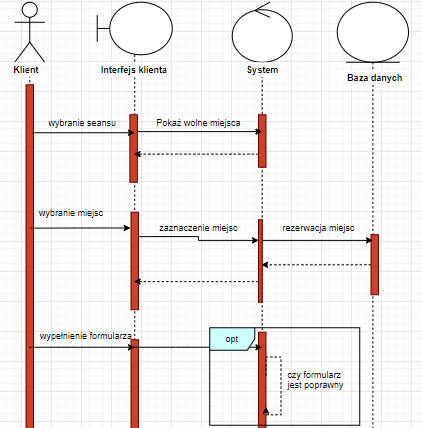 Klient
Interfejs klienta
System
Baza danych
wybranie seansu
Pokaż wolne miejsca
wybranie miejsc
zaznaczenie miejsc
rezerwacja miejsc
wypełnienie formularza
opt
czy formularz
jest poprawny